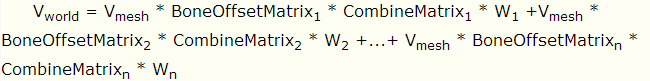 Vworld = Vmesh * BoneOffsetMatrix1 * CombineMatrix1 * W1 +Vmesh *
BoneOffsetMatrix2 * CombineMatrix2 * W2 +...+ Vmesh * BoneOffsetMatrixn *
CombineMatrixn * Wn